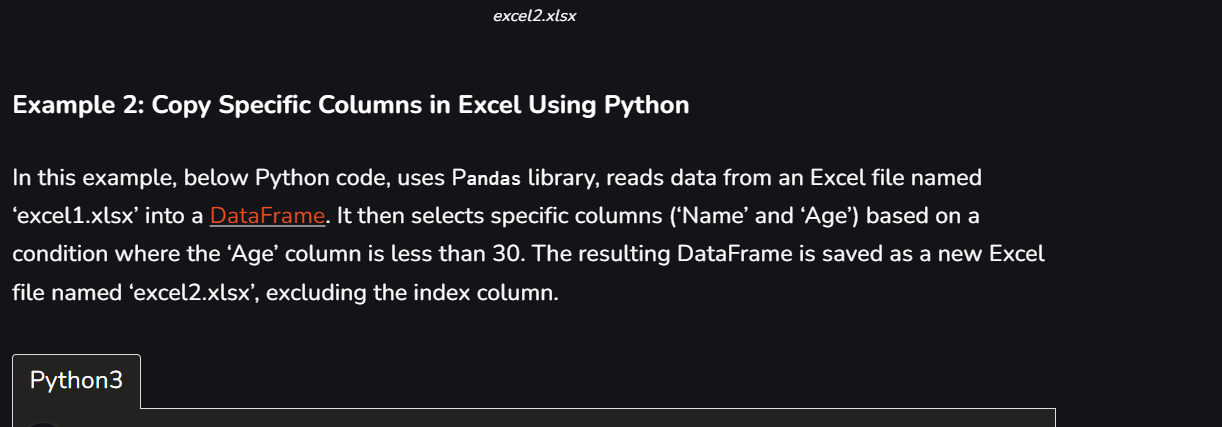 excel2.xlsx
Example 2: Copy Specific Columns in Excel Using Python
In this example, below Python code, uses Pandas library, reads data from an Excel file named
‘excel1.xlsx’ into a DataFrame. It then selects specific columns (‘Name’ and ‘Age’) based on a
condition where the ‘Age’ column is less than 30. The resulting DataFrame is saved as a new Excel
file named ‘excel2.xlsx’, excluding the index column.
Python3